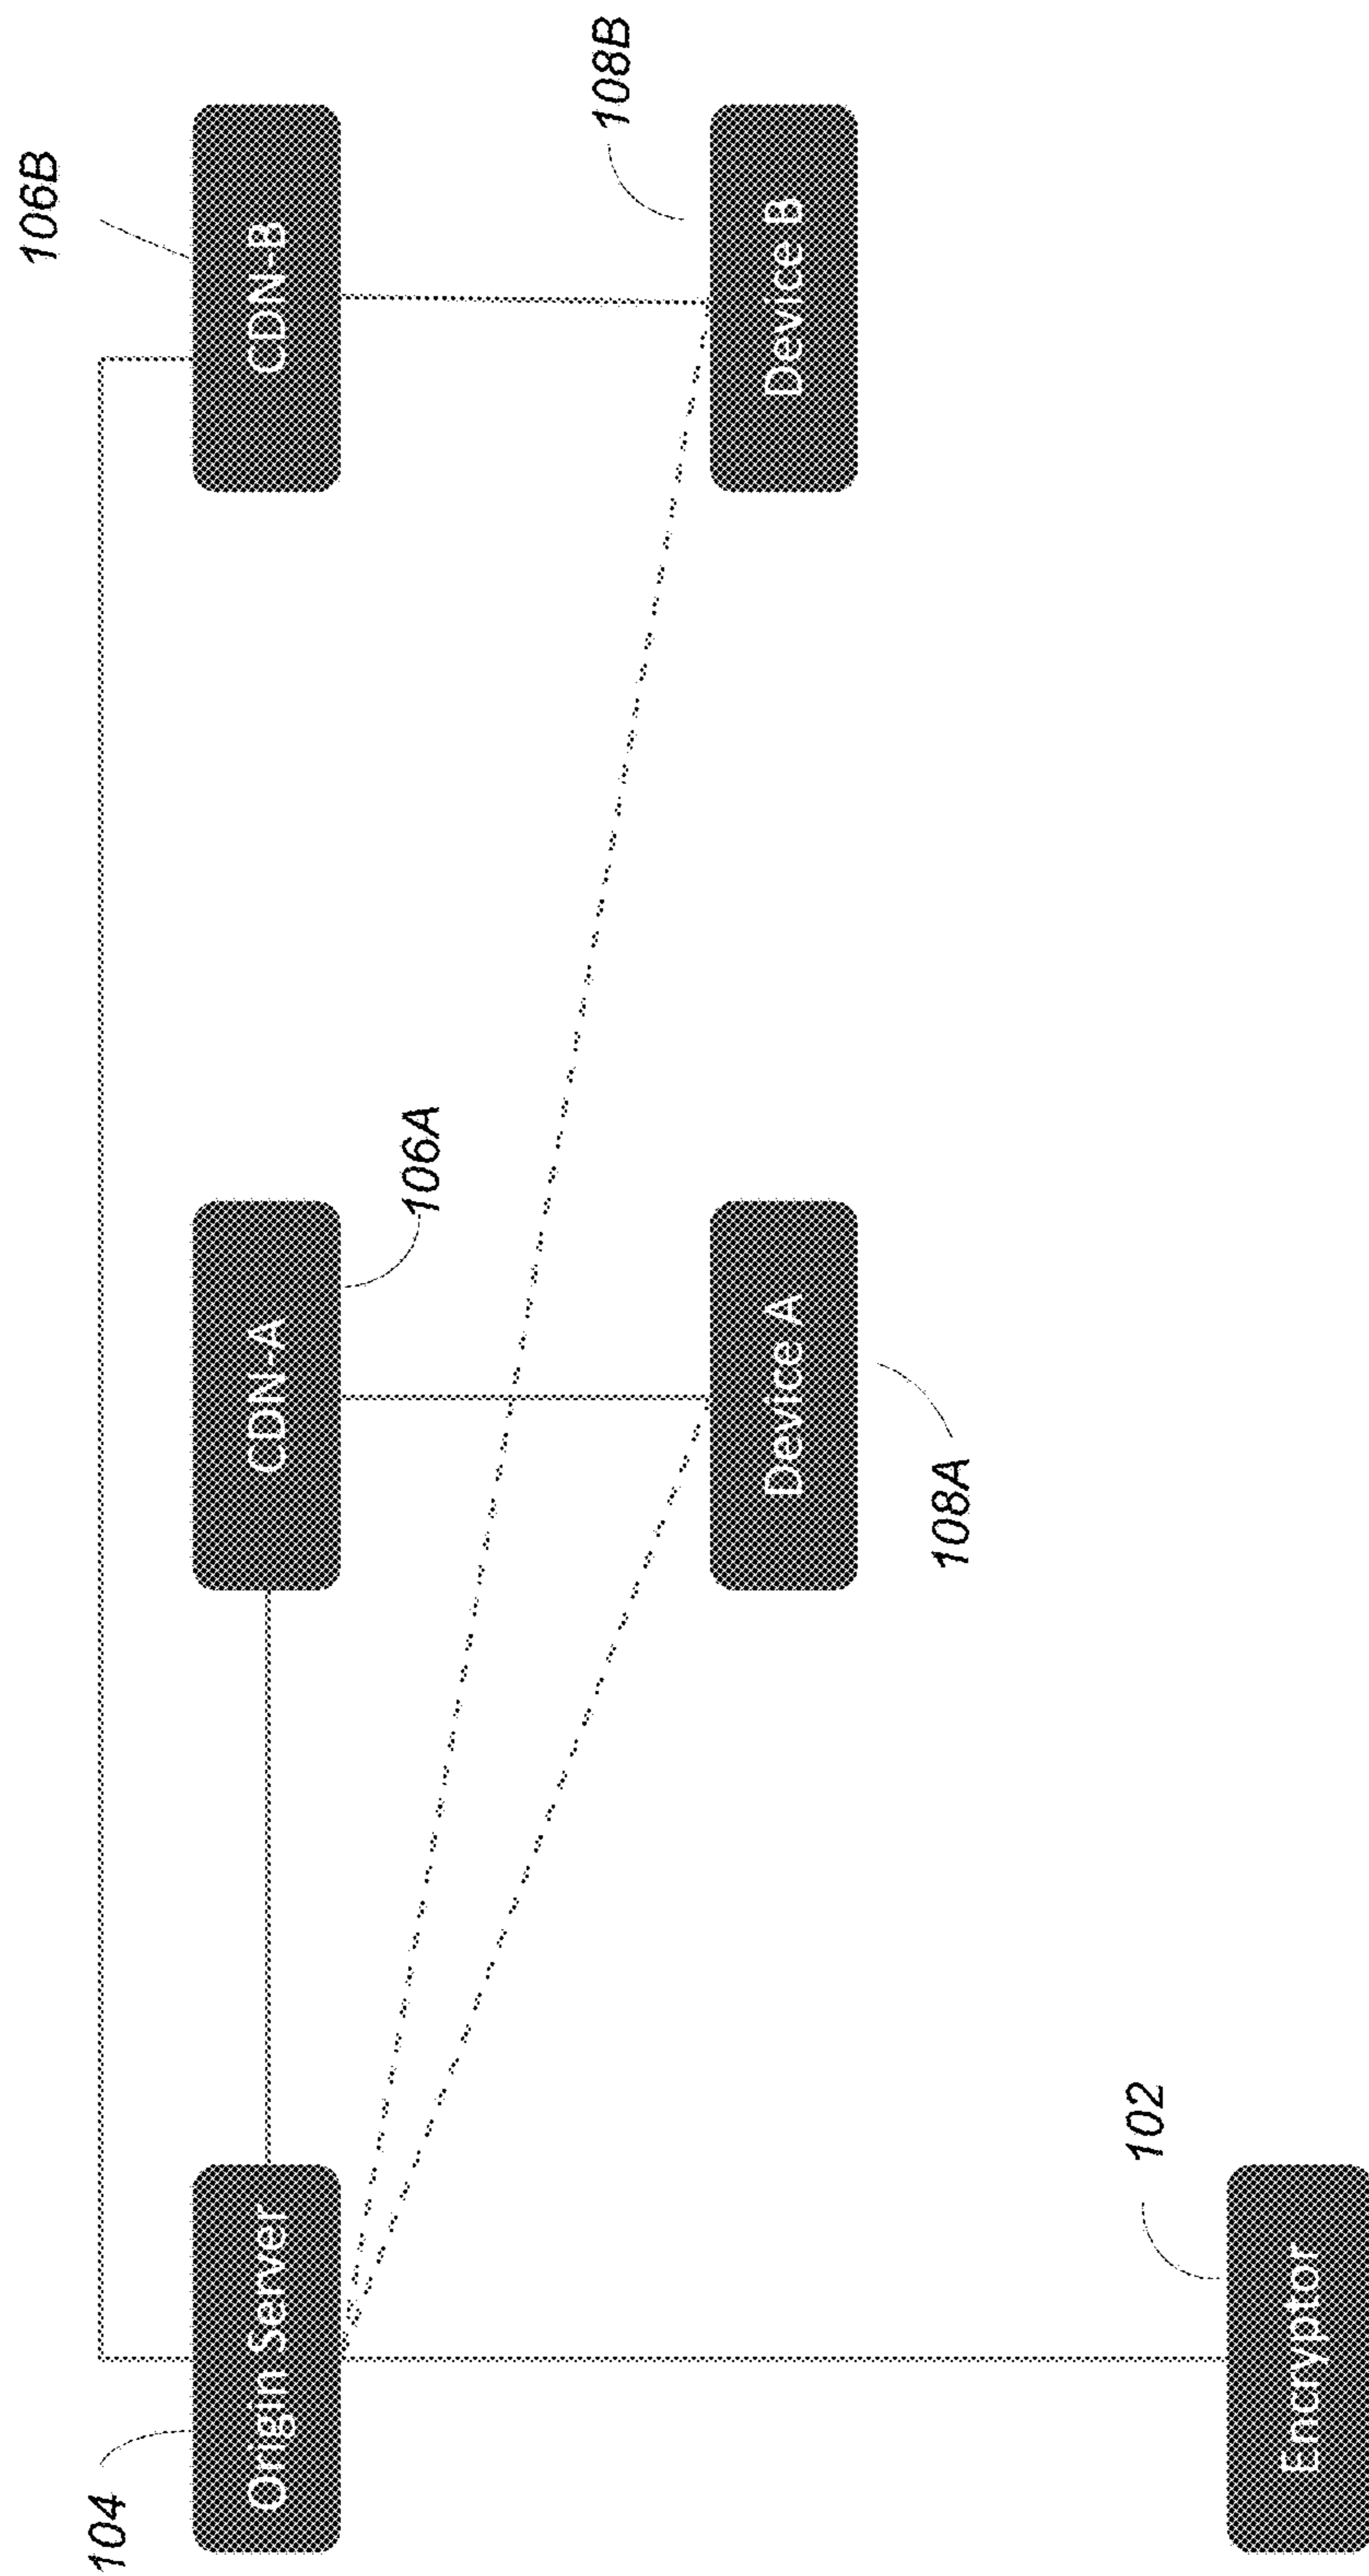 104
Origin Server
CDN-A
106A
CDN-B
106B
Device A
108A
Device B
108B
Encryptor
102